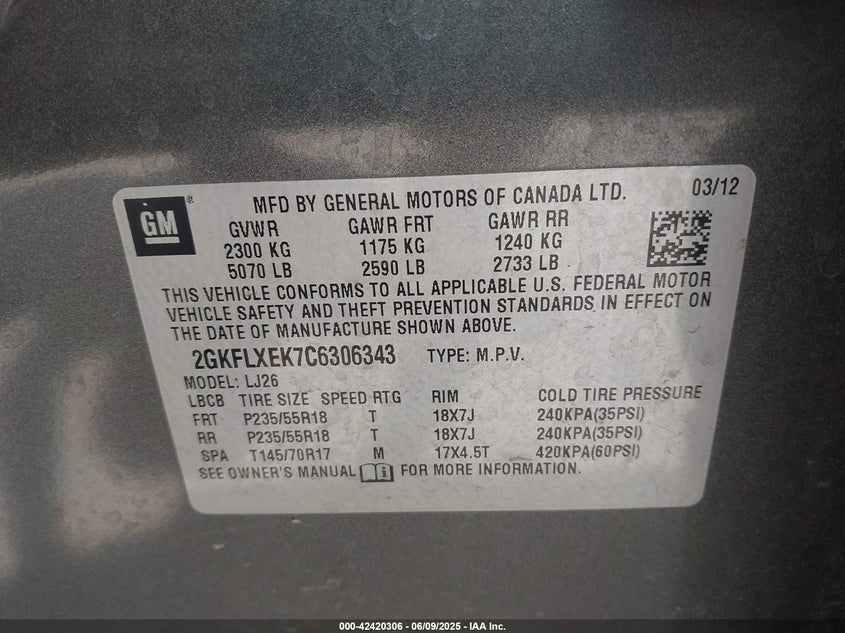 GM ®
MFD BY GENERAL MOTORS OF CANADA LTD. 03/12
GVWR GAWR FRT GAWR RR
2300 KG 1175 KG 1240 KG
5070 LB 2590 LB 2733 LB
THIS VEHICLE CONFORMS TO ALL APPLICABLE U.S. FEDERAL MOTOR
VEHICLE SAFETY AND THEFT PREVENTION STANDARDS IN EFFECT ON
THE DATE OF MANUFACTURE SHOWN ABOVE.
2GKFLXEK7C6306343 TYPE: M.P.V.
MODEL: LJ26
LBCB TIRE SIZE SPEED RTG RIM COLD TIRE PRESSURE
FRT P235/55R18 T 18X7J 240KPA(35PSI)
RR P235/55R18 T 18X7J 240KPA(35PSI)
SPA T145/70R17 M 17X4.5T 420KPA(60PSI)
SEE OWNER'S MANUAL i FOR MORE INFORMATION.
000-42420306 - 06/09/2025 - IAA Inc.